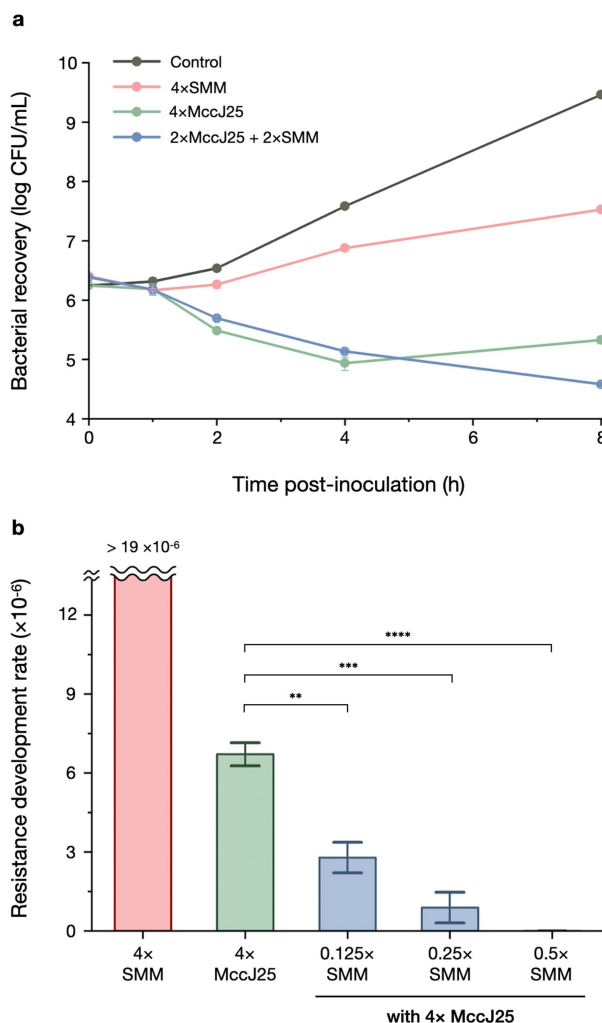 a
Bacterial recovery (log CFU/mL)
10
9
8
7
6
5
4
Control
4×SMM
4×MccJ25
2×MccJ25 + 2×SMM
0 2 4 6 8
Time post-inoculation (h)
b
Resistance development rate (×10⁻⁶)
> 19 ×10⁻⁶
12
9
6
3
0
****
***
**
4× 4× 0.125× 0.25× 0.5×
SMM MccJ25 SMM SMM SMM
with 4× MccJ25